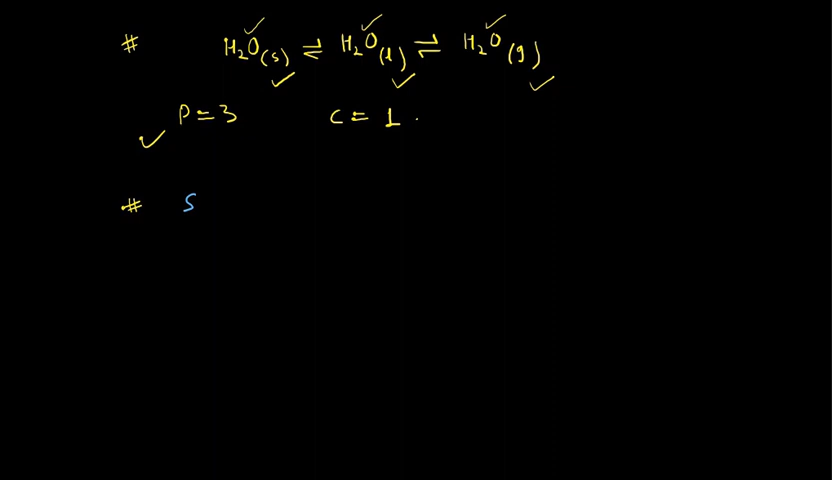 # H₂O(s) ⇌ H₂O(l) ⇌ H₂O(g)
P = 3 C = 1 .
# S